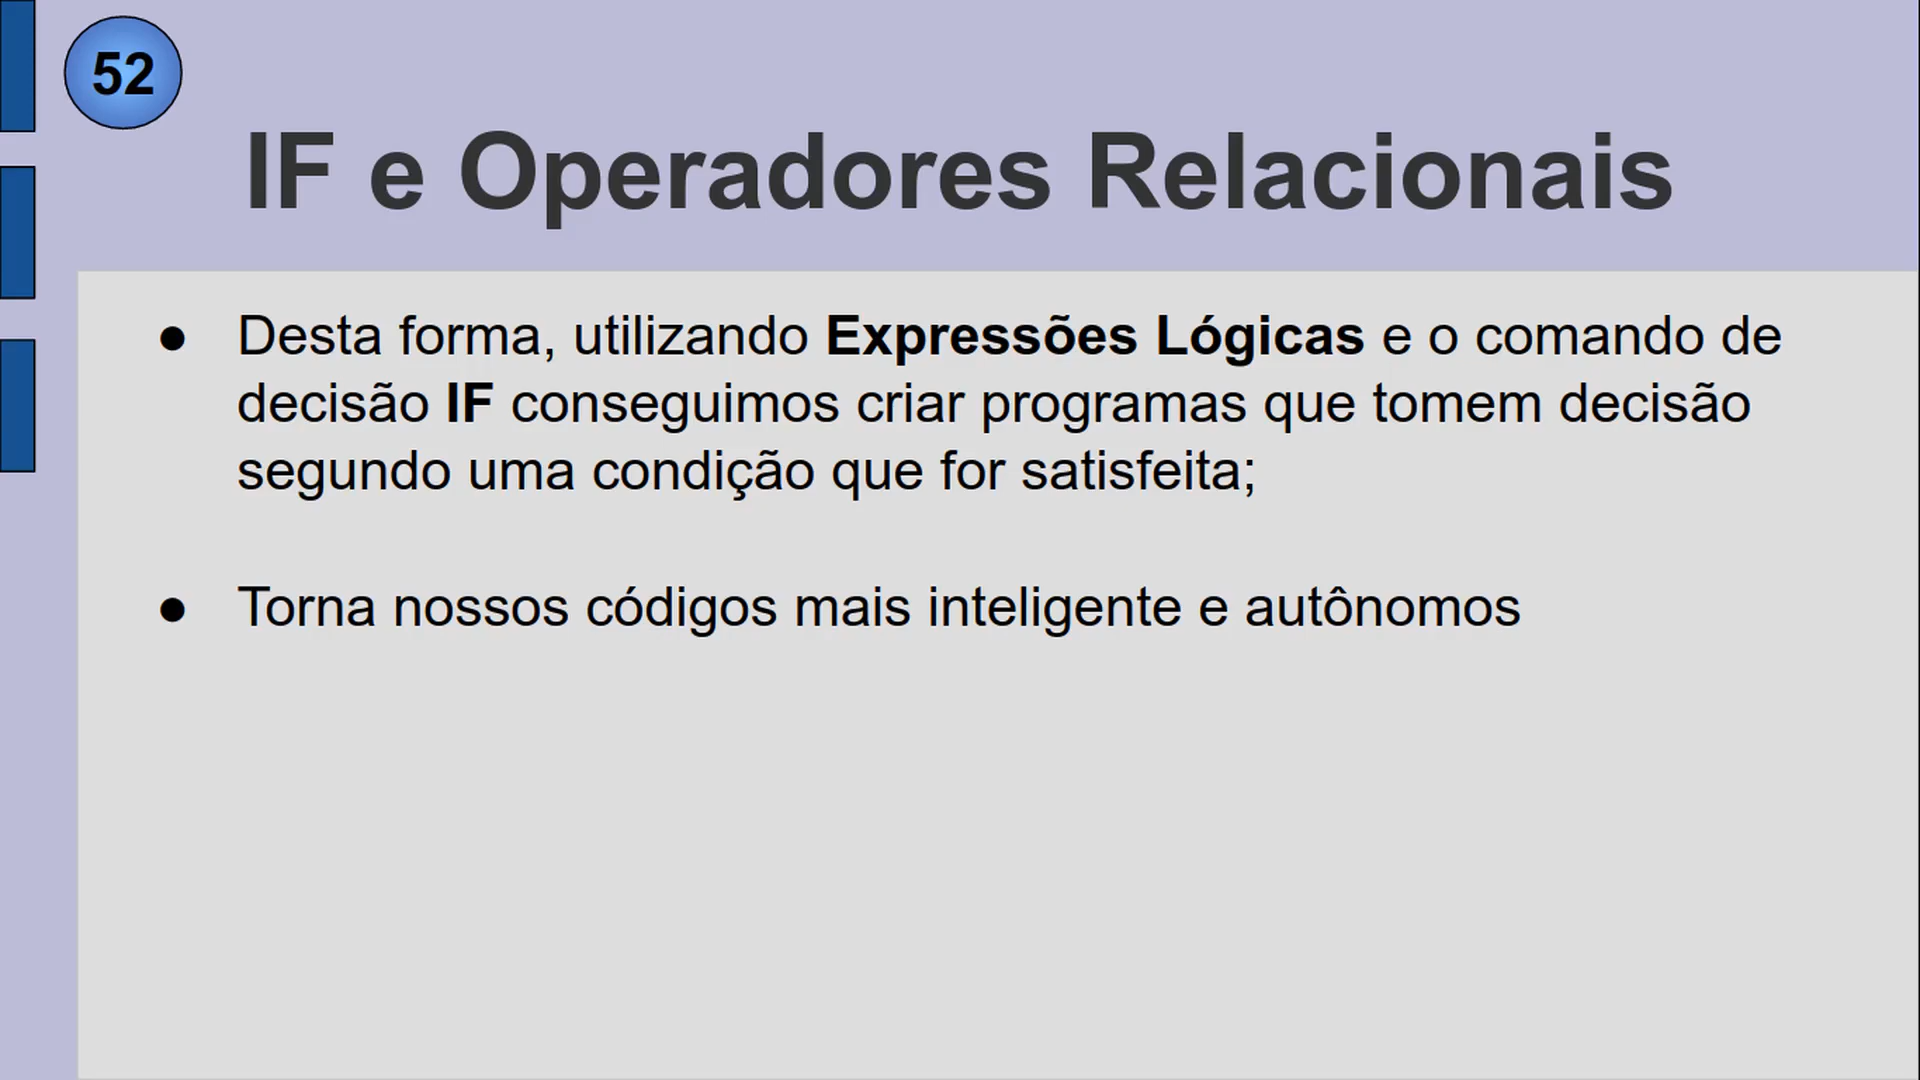 52
IF e Operadores Relacionais
● Desta forma, utilizando Expressões Lógicas e o comando de
decisão IF conseguimos criar programas que tomem decisão
segundo uma condição que for satisfeita;
● Torna nossos códigos mais inteligente e autônomos